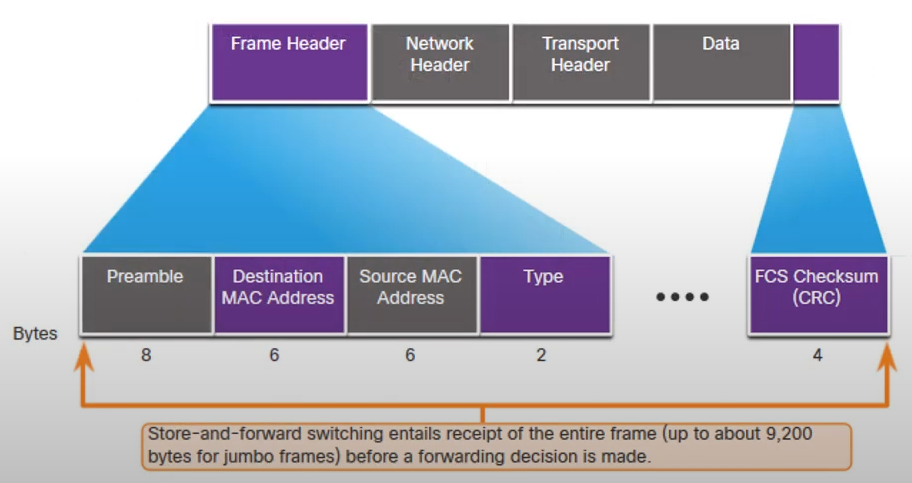 Frame Header
Network
Header
Transport
Header
Data
Preamble
Destination
MAC Address
Source MAC
Address
Type
••••
FCS Checksum
(CRC)
Bytes
8
6
6
2
4
Store-and-forward switching entails receipt of the entire frame (up to about 9,200
bytes for jumbo frames) before a forwarding decision is made.